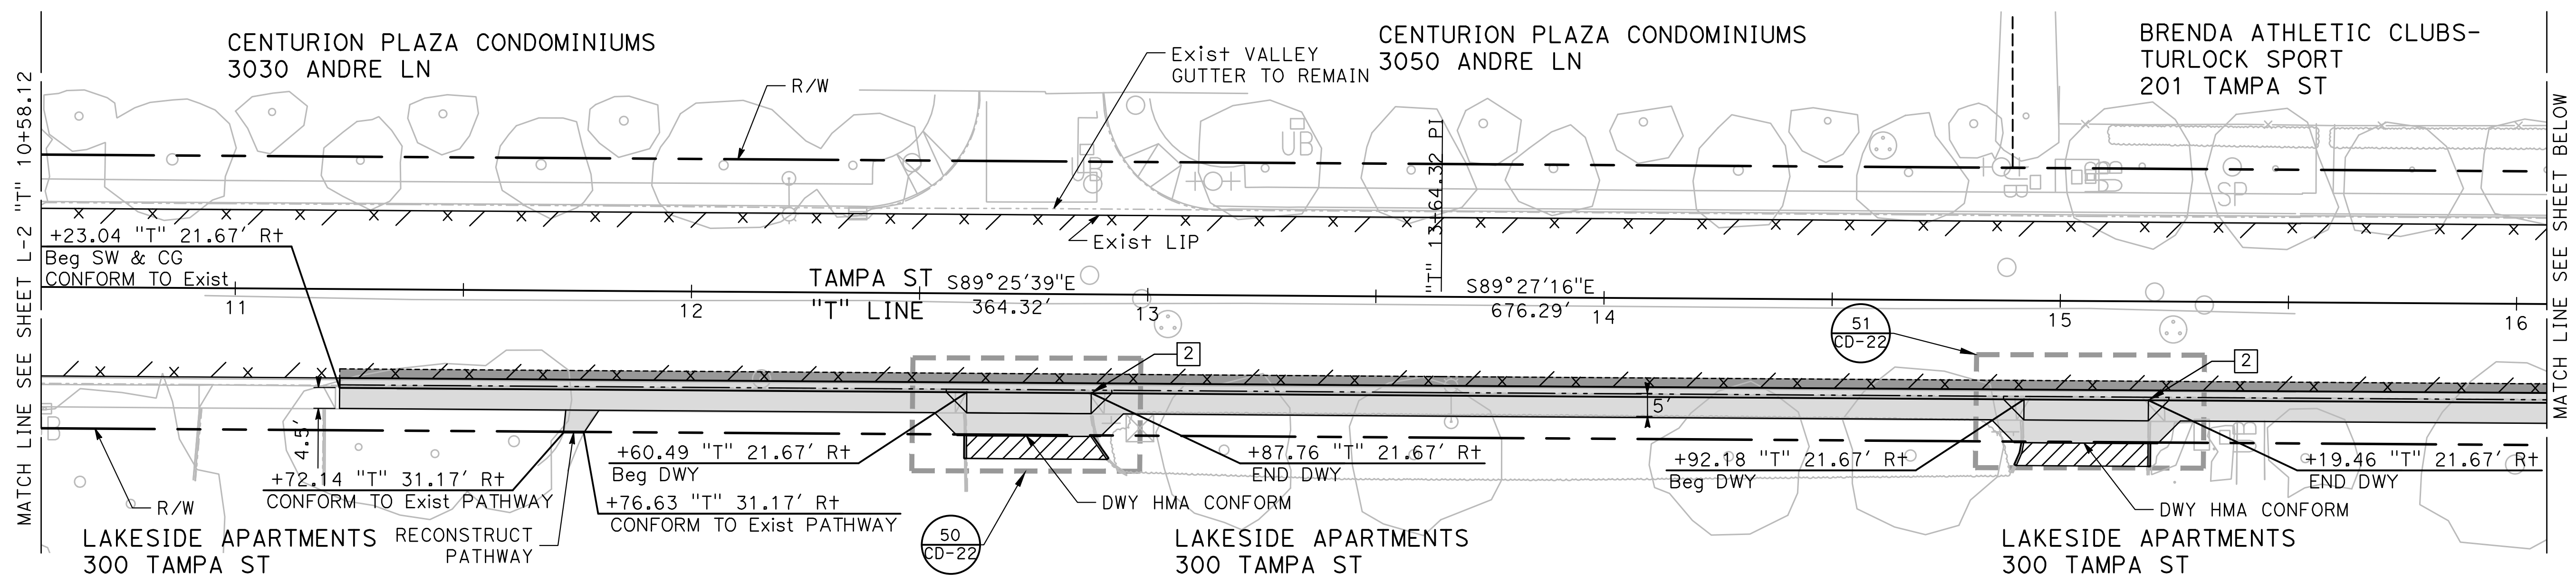 CENTURION PLAZA CONDOMINIUMS
3030 ANDRE LN
R/W
Exist VALLEY
GUTTER TO REMAIN
CENTURION PLAZA CONDOMINIUMS
3050 ANDRE LN
BRENDA ATHLETIC CLUBS-
TURLOCK SPORT
201 TAMPA ST
MATCH LINE SEE SHEET L-2 "T" 10+58.12
MATCH LINE SEE SHEET BELOW
UB
SP
+23.04 "T" 21.67' Rt
Beg SW & CG
CONFORM TO Exist
Exist LIP
"T" 13+64.32 PI
TAMPA ST
"T" LINE
S89°25'39"E
364.32'
S89°27'16"E
676.29'
11
12
13
14
15
16
2
51
CD-22
2
4.5'
5'
R/W
+72.14 "T" 31.17' Rt
CONFORM TO Exist PATHWAY
RECONSTRUCT
PATHWAY
+76.63 "T" 31.17' Rt
CONFORM TO Exist PATHWAY
+60.49 "T" 21.67' Rt
Beg DWY
+87.76 "T" 21.67' Rt
END DWY
DWY HMA CONFORM
50
CD-22
+92.18 "T" 21.67' Rt
Beg DWY
+19.46 "T" 21.67' Rt
END DWY
DWY HMA CONFORM
LAKESIDE APARTMENTS
300 TAMPA ST
LAKESIDE APARTMENTS
300 TAMPA ST
LAKESIDE APARTMENTS
300 TAMPA ST